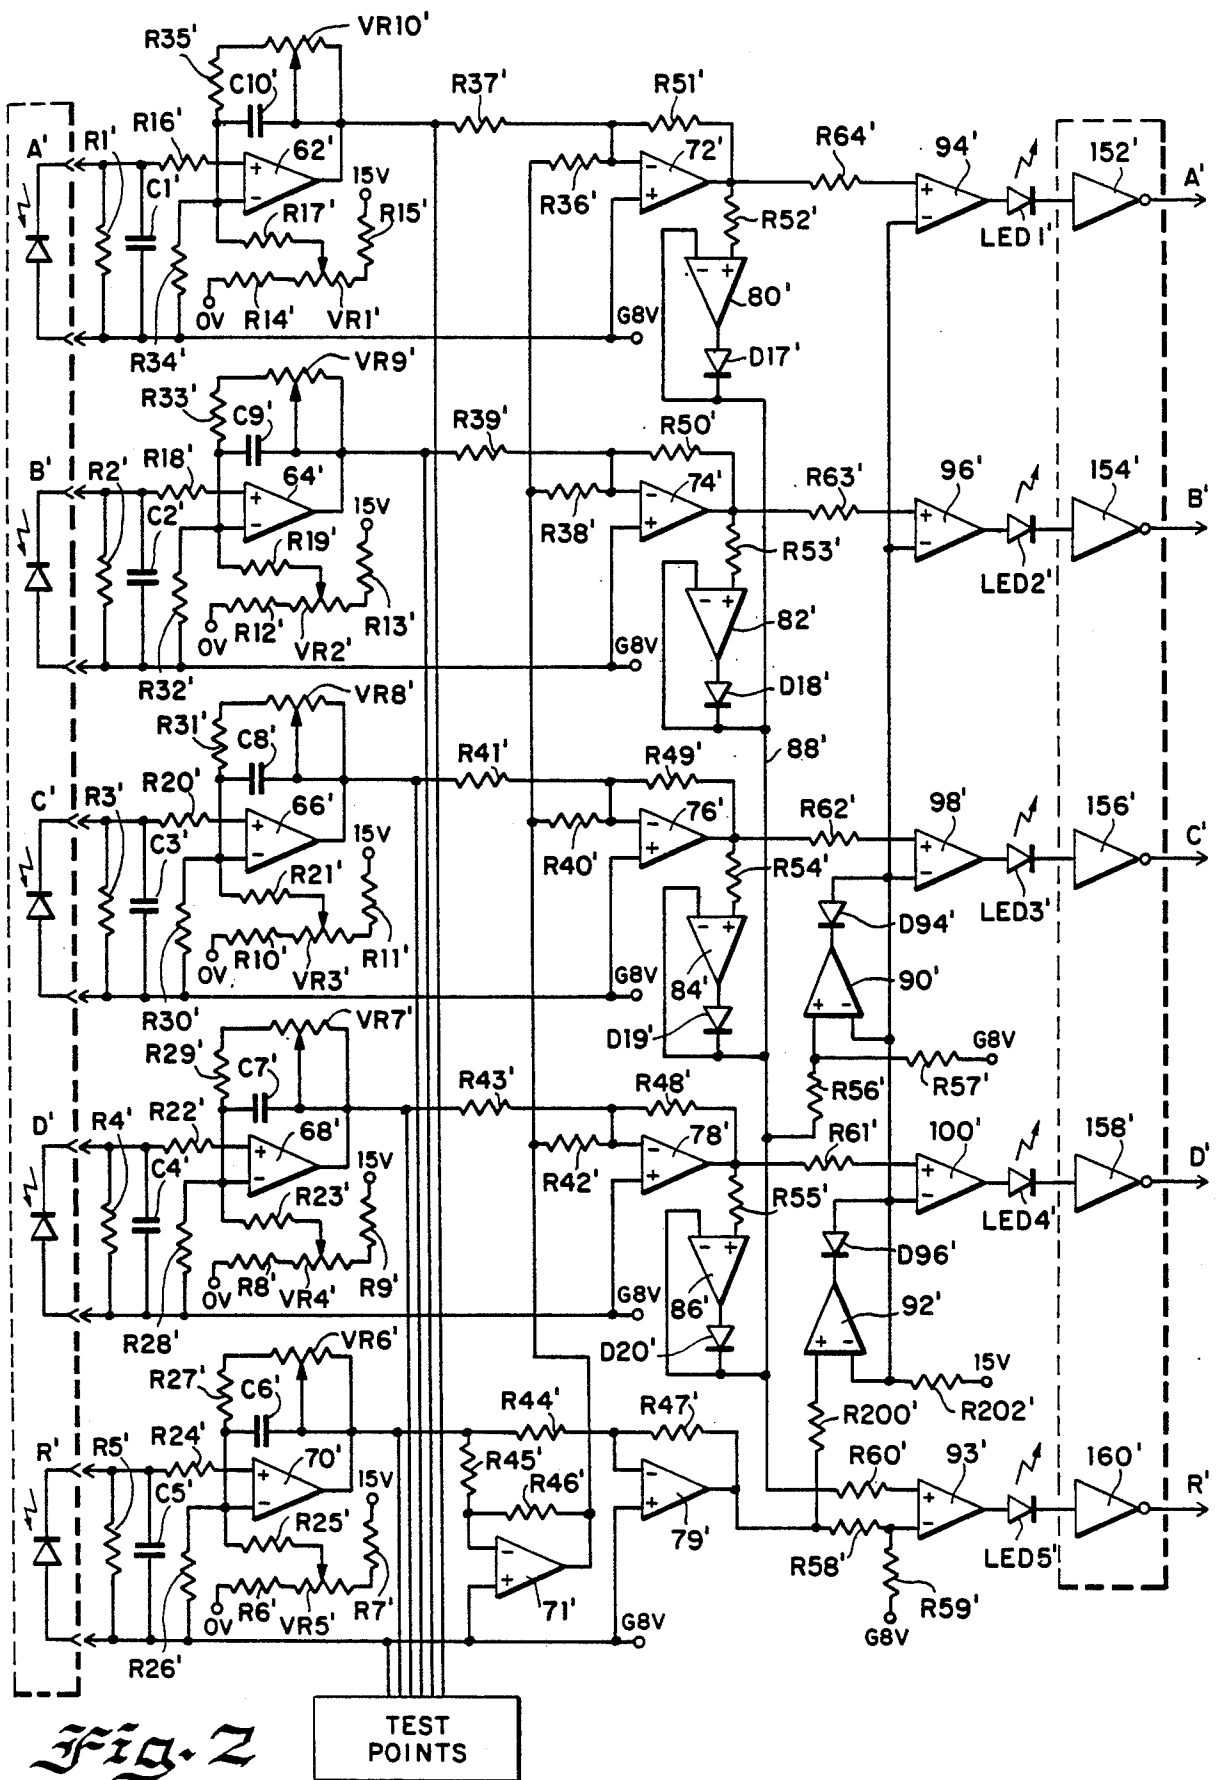 VR10'
R35'
C10'
R37'
R51'
R16'
R1'
A'
62'
15V
C1'
R17'
R15'
R36'
72'
R64'
94'
152'
A'
R52'
LED1'
80'
0V
R14'
VR1'
G8V
R34'
D17'
VR9'
R33'
C9'
R39'
R50'
R18'
R2'
B'
64'
15V
C2'
R19'
R38'
74'
R63'
96'
154'
B'
R53'
LED2'
82'
R12'
R13'
0V
VR2'
G8V
R32'
D18'
VR8'
R31'
C8'
R41'
R49'
88'
R20'
R3'
C'
66'
15V
C3'
R21'
R40'
76'
R62'
98'
156'
C'
R54'
LED3'
D94'
R10'
R11'
0V
VR3'
G8V
84'
90'
R30'
VR7'
D19'
R29'
C7'
R43'
R48'
G8V
R57'
R56'
R22'
R4'
D'
68'
15V
C4'
R23'
R42'
78'
R61'
100'
158'
D'
R55'
LED4'
D96'
R8'
R9'
0V
VR4'
G8V
86'
92'
R28'
VR6'
D20'
R27'
C6'
R44'
R47'
15V
R202'
R200'
R24'
R5'
R'
70'
15V
R45'
R46'
R60'
93'
160'
R'
C5'
R25'
79'
R58'
LED5'
R6'
R7'
0V
VR5'
71'
G8V
R59'
G8V
R26'
TEST
POINTS
Fig. 2